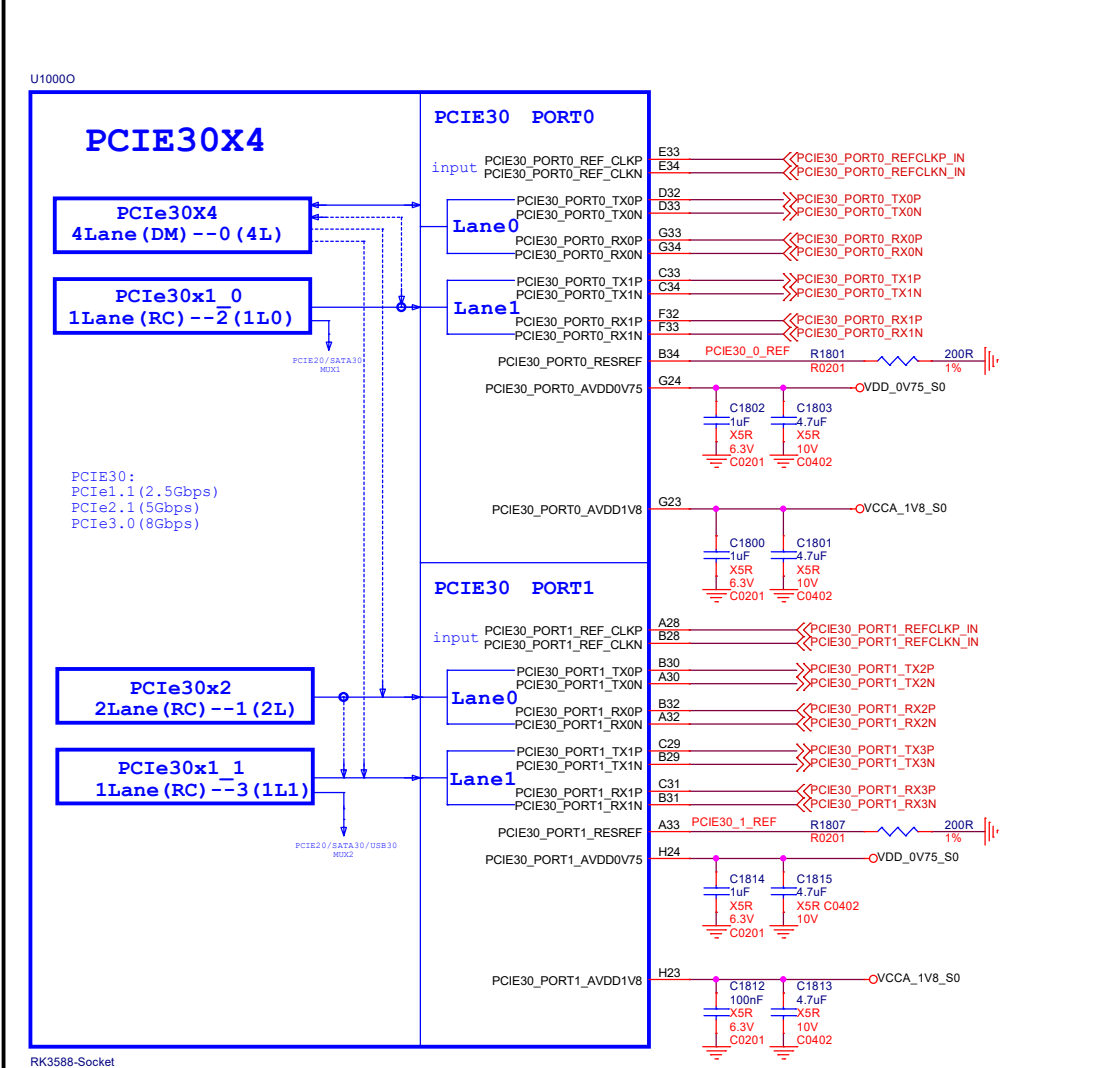 U1000O
PCIE30X4
PCIe30X4
4Lane(DM)--0(4L)
PCIe30x1_0
1Lane(RC)--2(1L0)
PCIE20/SATA30
MUX1
PCIE30:
PCIe1.1(2.5Gbps)
PCIe2.1(5Gbps)
PCIe3.0(8Gbps)
PCIe30x2
2Lane(RC)--1(2L)
PCIe30x1_1
1Lane(RC)--3(1L1)
PCIE20/SATA30/USB30
MUX2
RK3588-Socket
PCIE30 PORT0
input
PCIE30_PORT0_REF_CLKP E33 PCIE30_PORT0_REFCLKP_IN
PCIE30_PORT0_REF_CLKN E34 PCIE30_PORT0_REFCLKN_IN
Lane0
PCIE30_PORT0_TX0P D32 PCIE30_PORT0_TX0P
PCIE30_PORT0_TX0N D33 PCIE30_PORT0_TX0N
PCIE30_PORT0_RX0P G33 PCIE30_PORT0_RX0P
PCIE30_PORT0_RX0N G34 PCIE30_PORT0_RX0N
Lane1
PCIE30_PORT0_TX1P C33 PCIE30_PORT0_TX1P
PCIE30_PORT0_TX1N C34 PCIE30_PORT0_TX1N
PCIE30_PORT0_RX1P F32 PCIE30_PORT0_RX1P
PCIE30_PORT0_RX1N F33 PCIE30_PORT0_RX1N
PCIE30_PORT0_RESREF B34 PCIE30_0_REF R1801 200R
R0201 1%
PCIE30_PORT0_AVDD0V75 G24 VDD_0V75_S0
C1802 C1803
1uF 4.7uF
X5R X5R
6.3V 10V
C0201 C0402
PCIE30_PORT0_AVDD1V8 G23 VCCA_1V8_S0
C1800 C1801
1uF 4.7uF
X5R X5R
6.3V 10V
C0201 C0402
PCIE30 PORT1
input
PCIE30_PORT1_REF_CLKP A28 PCIE30_PORT1_REFCLKP_IN
PCIE30_PORT1_REF_CLKN B28 PCIE30_PORT1_REFCLKN_IN
Lane0
PCIE30_PORT1_TX0P B30 PCIE30_PORT1_TX2P
PCIE30_PORT1_TX0N A30 PCIE30_PORT1_TX2N
PCIE30_PORT1_RX0P B32 PCIE30_PORT1_RX2P
PCIE30_PORT1_RX0N A32 PCIE30_PORT1_RX2N
Lane1
PCIE30_PORT1_TX1P C29 PCIE30_PORT1_TX3P
PCIE30_PORT1_TX1N B29 PCIE30_PORT1_TX3N
PCIE30_PORT1_RX1P C31 PCIE30_PORT1_RX3P
PCIE30_PORT1_RX1N B31 PCIE30_PORT1_RX3N
PCIE30_PORT1_RESREF A33 PCIE30_1_REF R1807 200R
R0201 1%
PCIE30_PORT1_AVDD0V75 H24 VDD_0V75_S0
C1814 C1815
1uF 4.7uF
X5R X5R C0402
6.3V 10V
C0201
PCIE30_PORT1_AVDD1V8 H23 VCCA_1V8_S0
C1812 C1813
100nF 4.7uF
X5R X5R
6.3V 10V
C0201 C0402